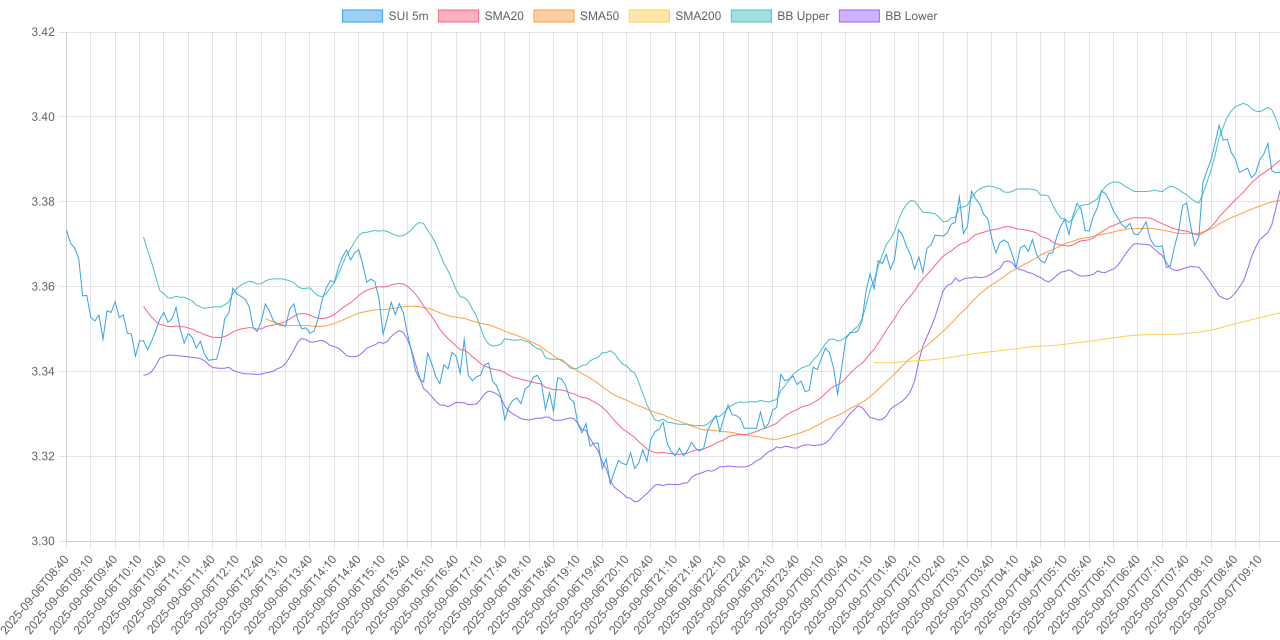 SUI 5m SMA20 SMA50 SMA200 BB Upper BB Lower
3.42
3.40
3.38
3.36
3.34
3.32
3.30
2025-09-06T08:40
2025-09-06T09:10
2025-09-06T09:40
2025-09-06T10:10
2025-09-06T10:40
2025-09-06T11:10
2025-09-06T11:40
2025-09-06T12:10
2025-09-06T12:40
2025-09-06T13:10
2025-09-06T13:40
2025-09-06T14:10
2025-09-06T14:40
2025-09-06T15:10
2025-09-06T15:40
2025-09-06T16:10
2025-09-06T16:40
2025-09-06T17:10
2025-09-06T17:40
2025-09-06T18:10
2025-09-06T18:40
2025-09-06T19:10
2025-09-06T19:40
2025-09-06T20:10
2025-09-06T20:40
2025-09-06T21:10
2025-09-06T21:40
2025-09-06T22:10
2025-09-06T22:40
2025-09-06T23:10
2025-09-06T23:40
2025-09-07T00:10
2025-09-07T00:40
2025-09-07T01:10
2025-09-07T01:40
2025-09-07T02:10
2025-09-07T02:40
2025-09-07T03:10
2025-09-07T03:40
2025-09-07T04:10
2025-09-07T04:40
2025-09-07T05:10
2025-09-07T05:40
2025-09-07T06:10
2025-09-07T06:40
2025-09-07T07:10
2025-09-07T07:40
2025-09-07T08:10
2025-09-07T08:40
2025-09-07T09:10